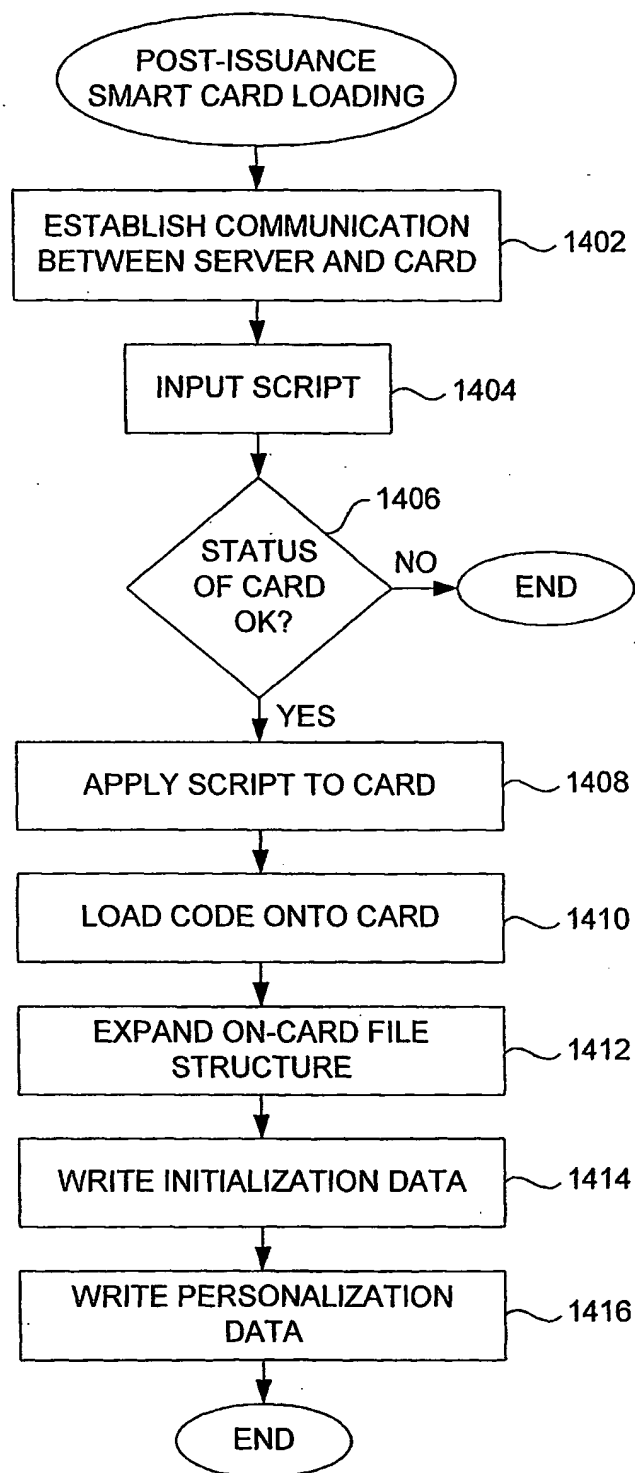 POST-ISSUANCE
SMART CARD LOADING
ESTABLISH COMMUNICATION
BETWEEN SERVER AND CARD
1402
INPUT SCRIPT
1404
1406
STATUS
OF CARD
OK?
NO
END
YES
APPLY SCRIPT TO CARD
1408
LOAD CODE ONTO CARD
1410
EXPAND ON-CARD FILE
STRUCTURE
1412
WRITE INITIALIZATION DATA
1414
WRITE PERSONALIZATION
DATA
1416
END